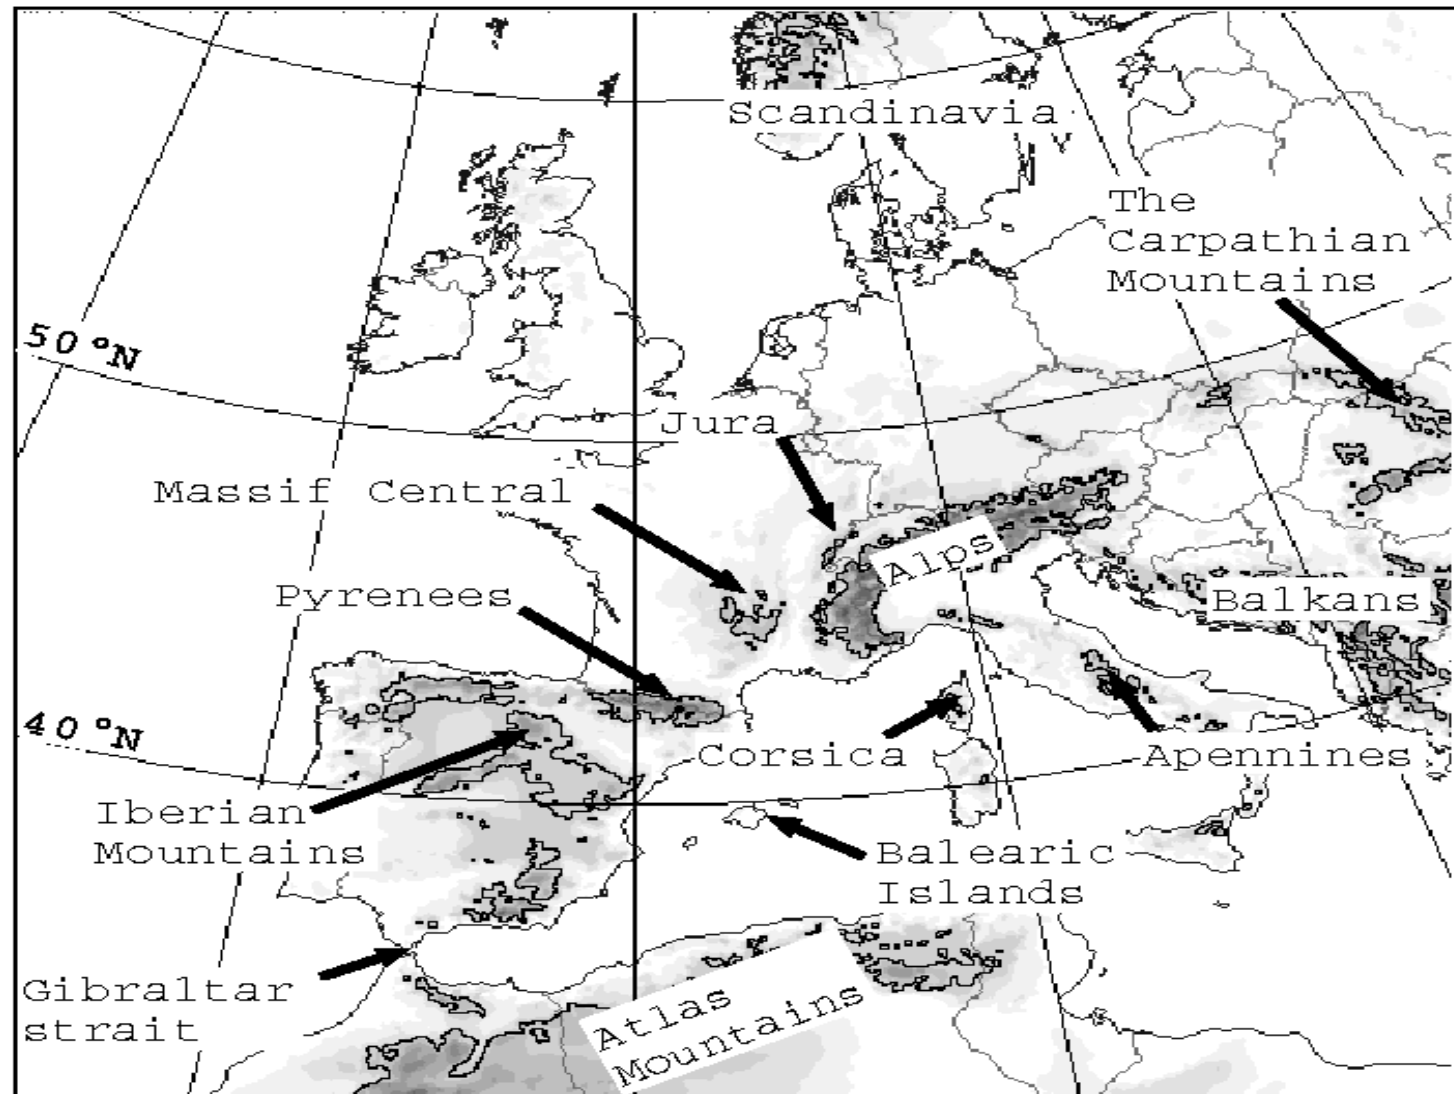 Scandinavia
The
Carpathian
Mountains
50°N
Jura
Massif Central
Alps
Pyrenees
Balkans
40°N
Corsica
Apennines
Iberian
Mountains
Balearic
Islands
Gibraltar
strait
Atlas
Mountains